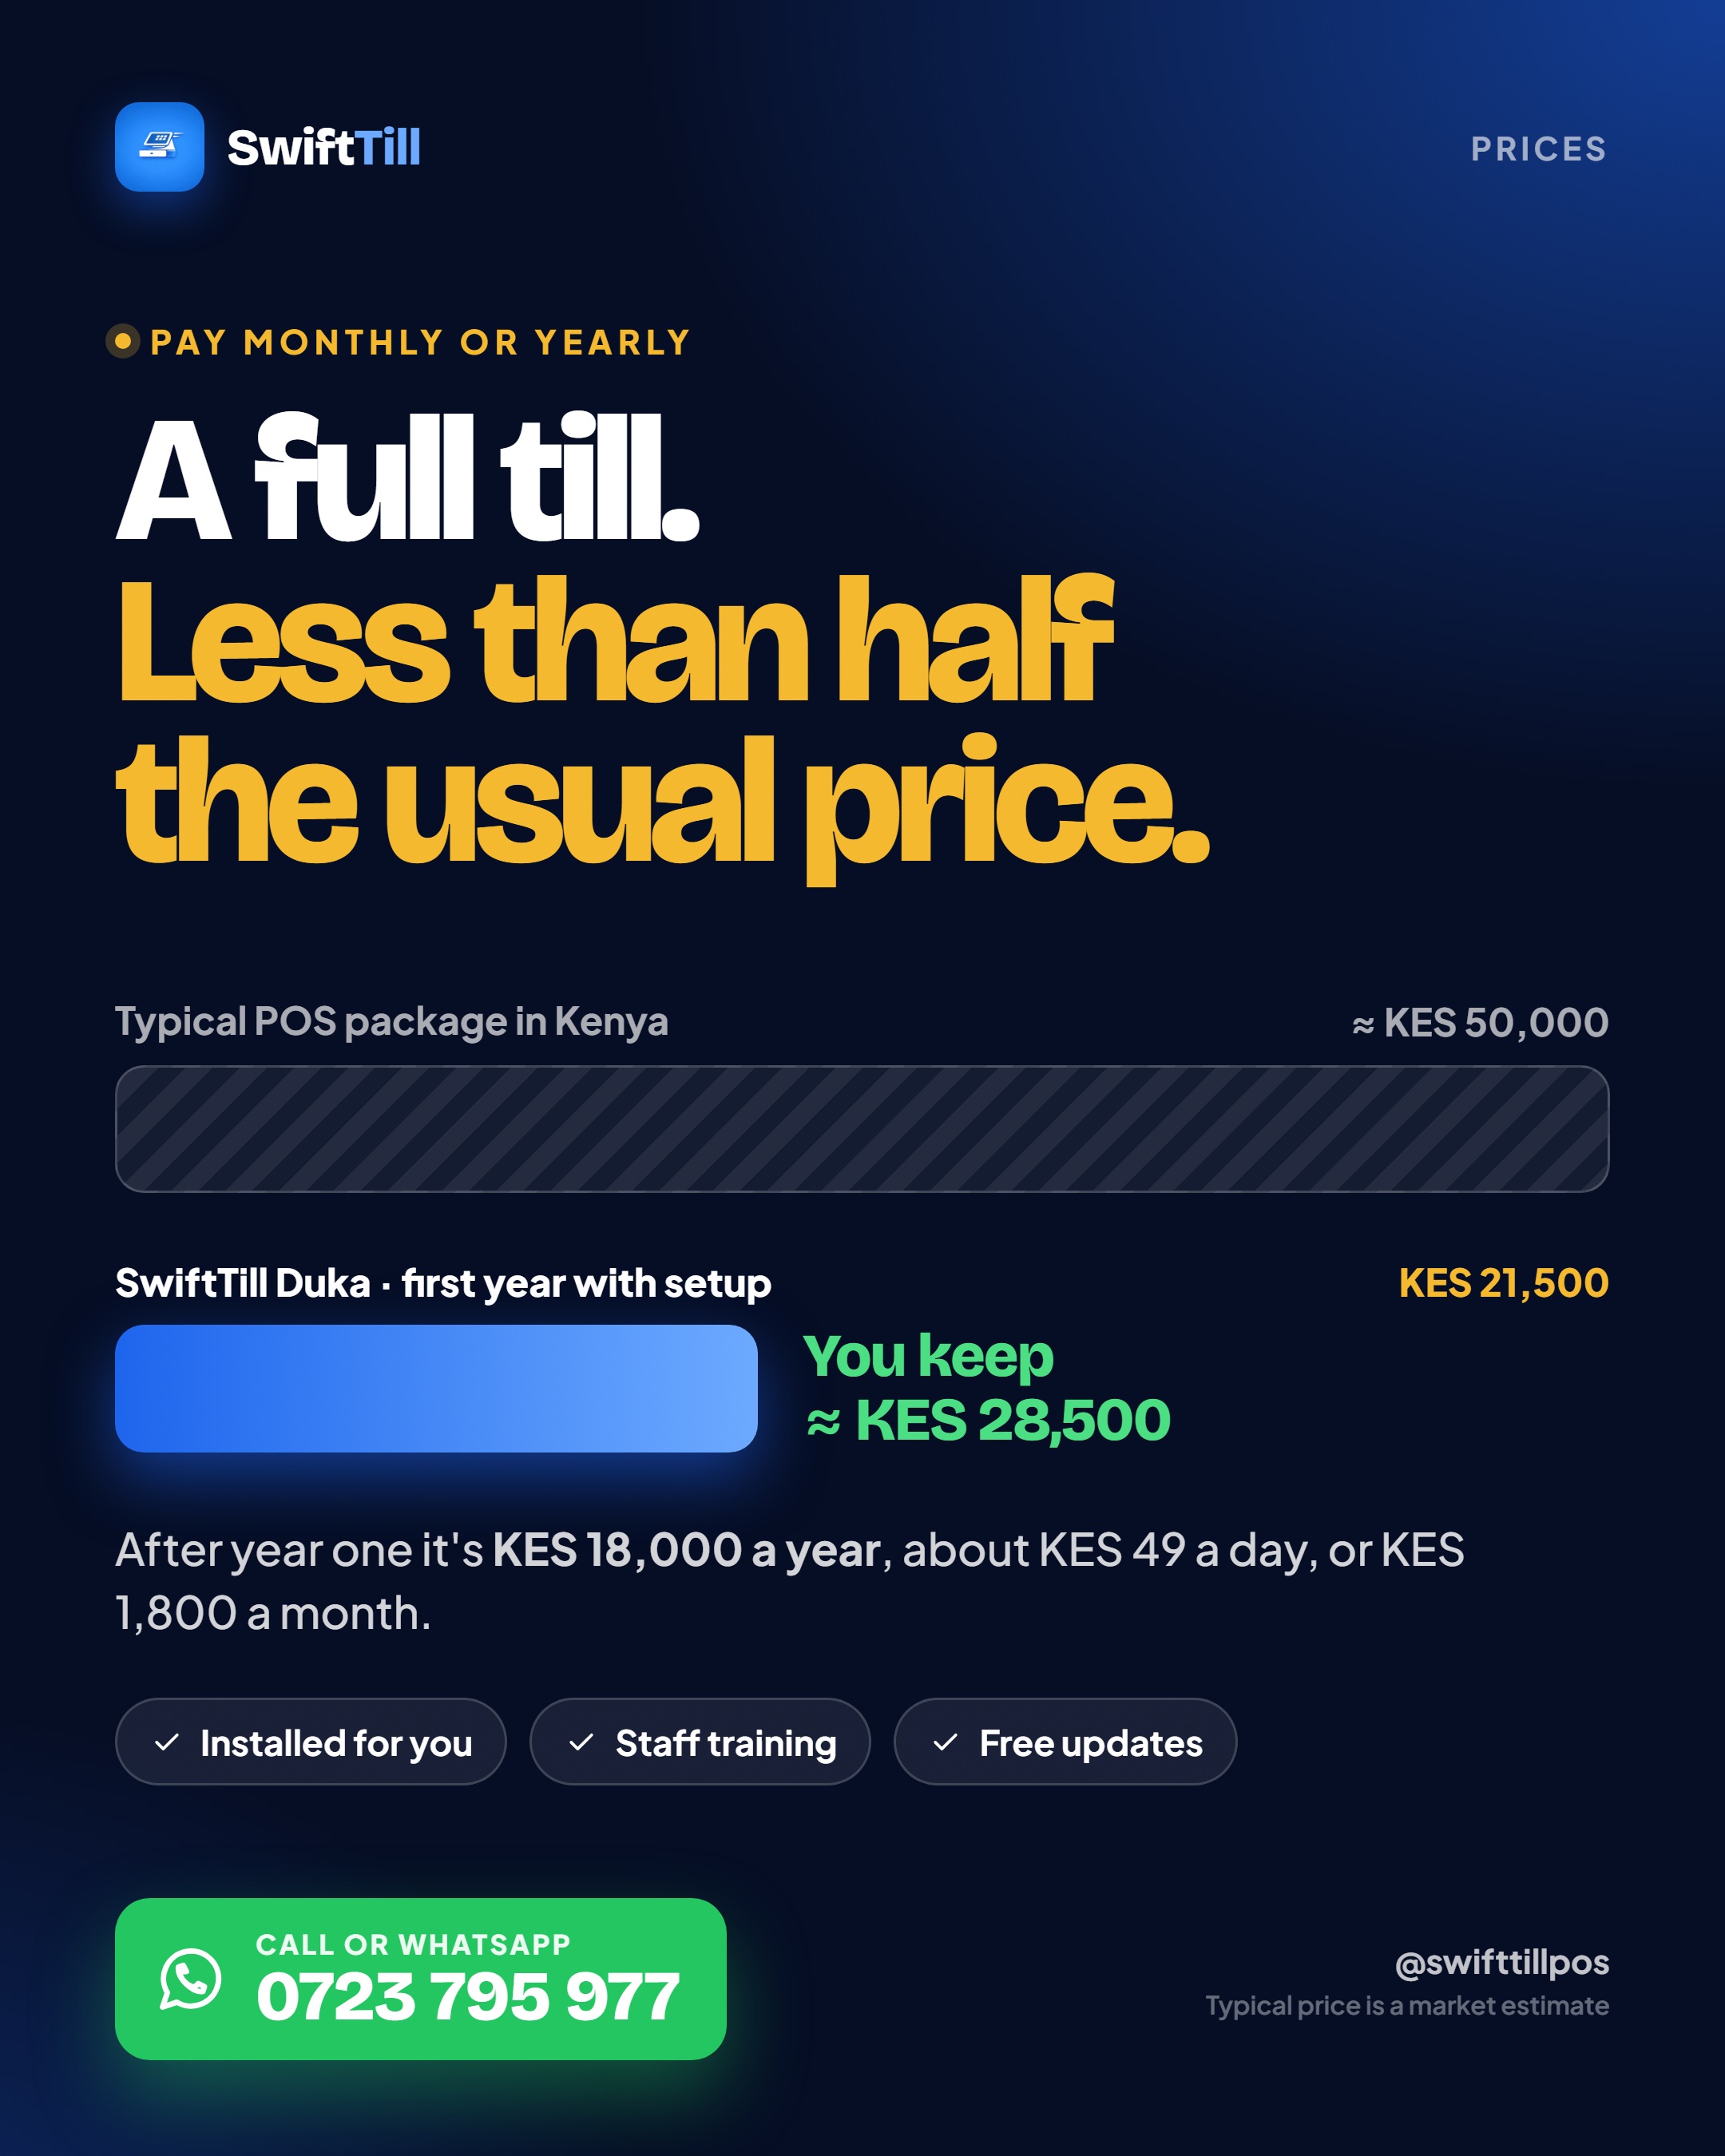 SwiftTill
PRICES
PAY MONTHLY OR YEARLY
A full till.
Less than half
the usual price.
Typical POS package in Kenya
≈ KES 50,000
SwiftTill Duka · first year with setup
KES 21,500
You keep
≈ KES 28,500
After year one it's KES 18,000 a year, about KES 49 a day, or KES
1,800 a month.
Installed for you
Staff training
Free updates
CALL OR WHATSAPP
0723 795 977
@swifttillpos
Typical price is a market estimate